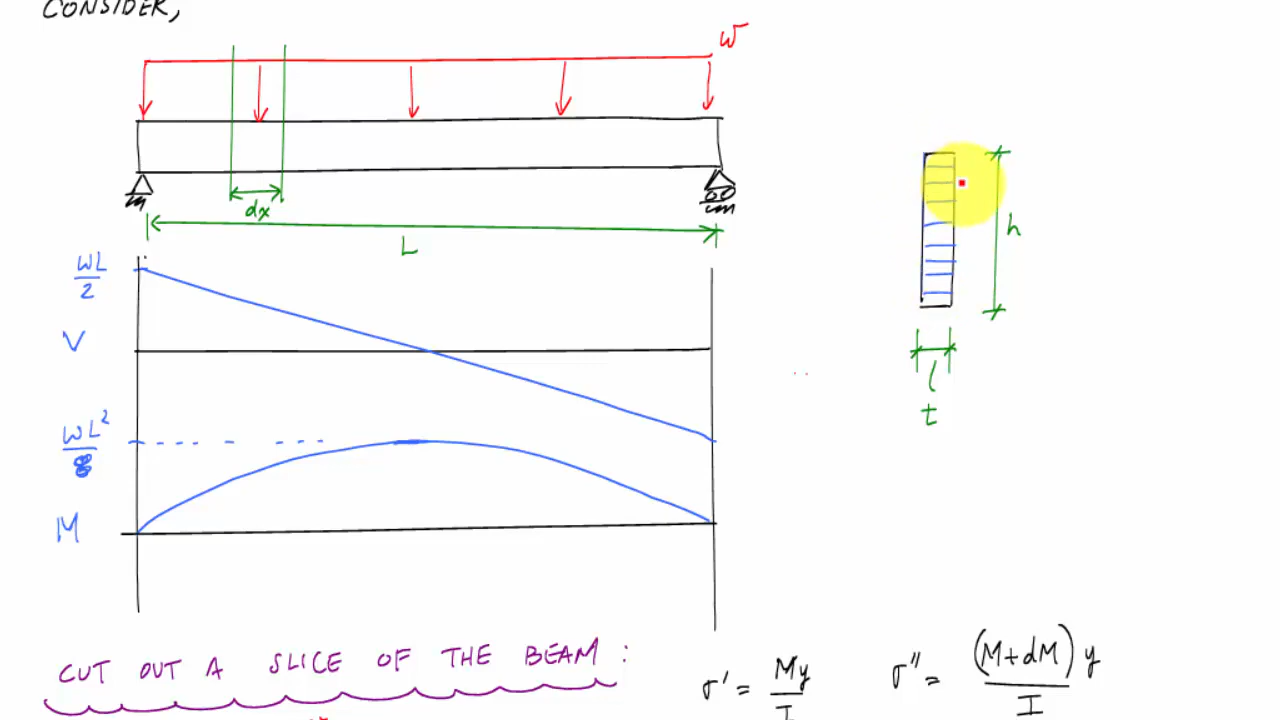 CONSIDER,
w
dx
L
h
t
wL/2
V
wL²/8
M
CUT OUT A SLICE OF THE BEAM :
σ' = My/I
σ'' = (M+dM)y/I